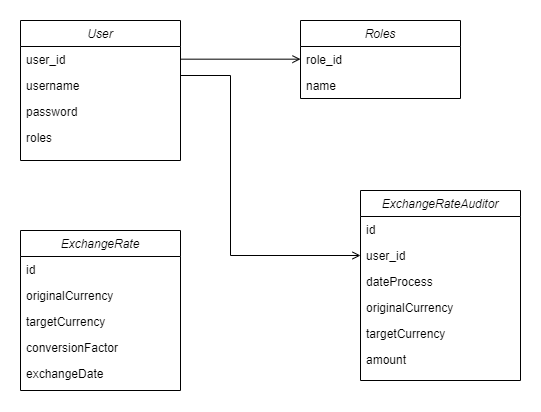 User
user_id
username
password
roles
Roles
role_id
name
ExchangeRate
id
originalCurrency
targetCurrency
conversionFactor
exchangeDate
ExchangeRateAuditor
id
user_id
dateProcess
originalCurrency
targetCurrency
amount